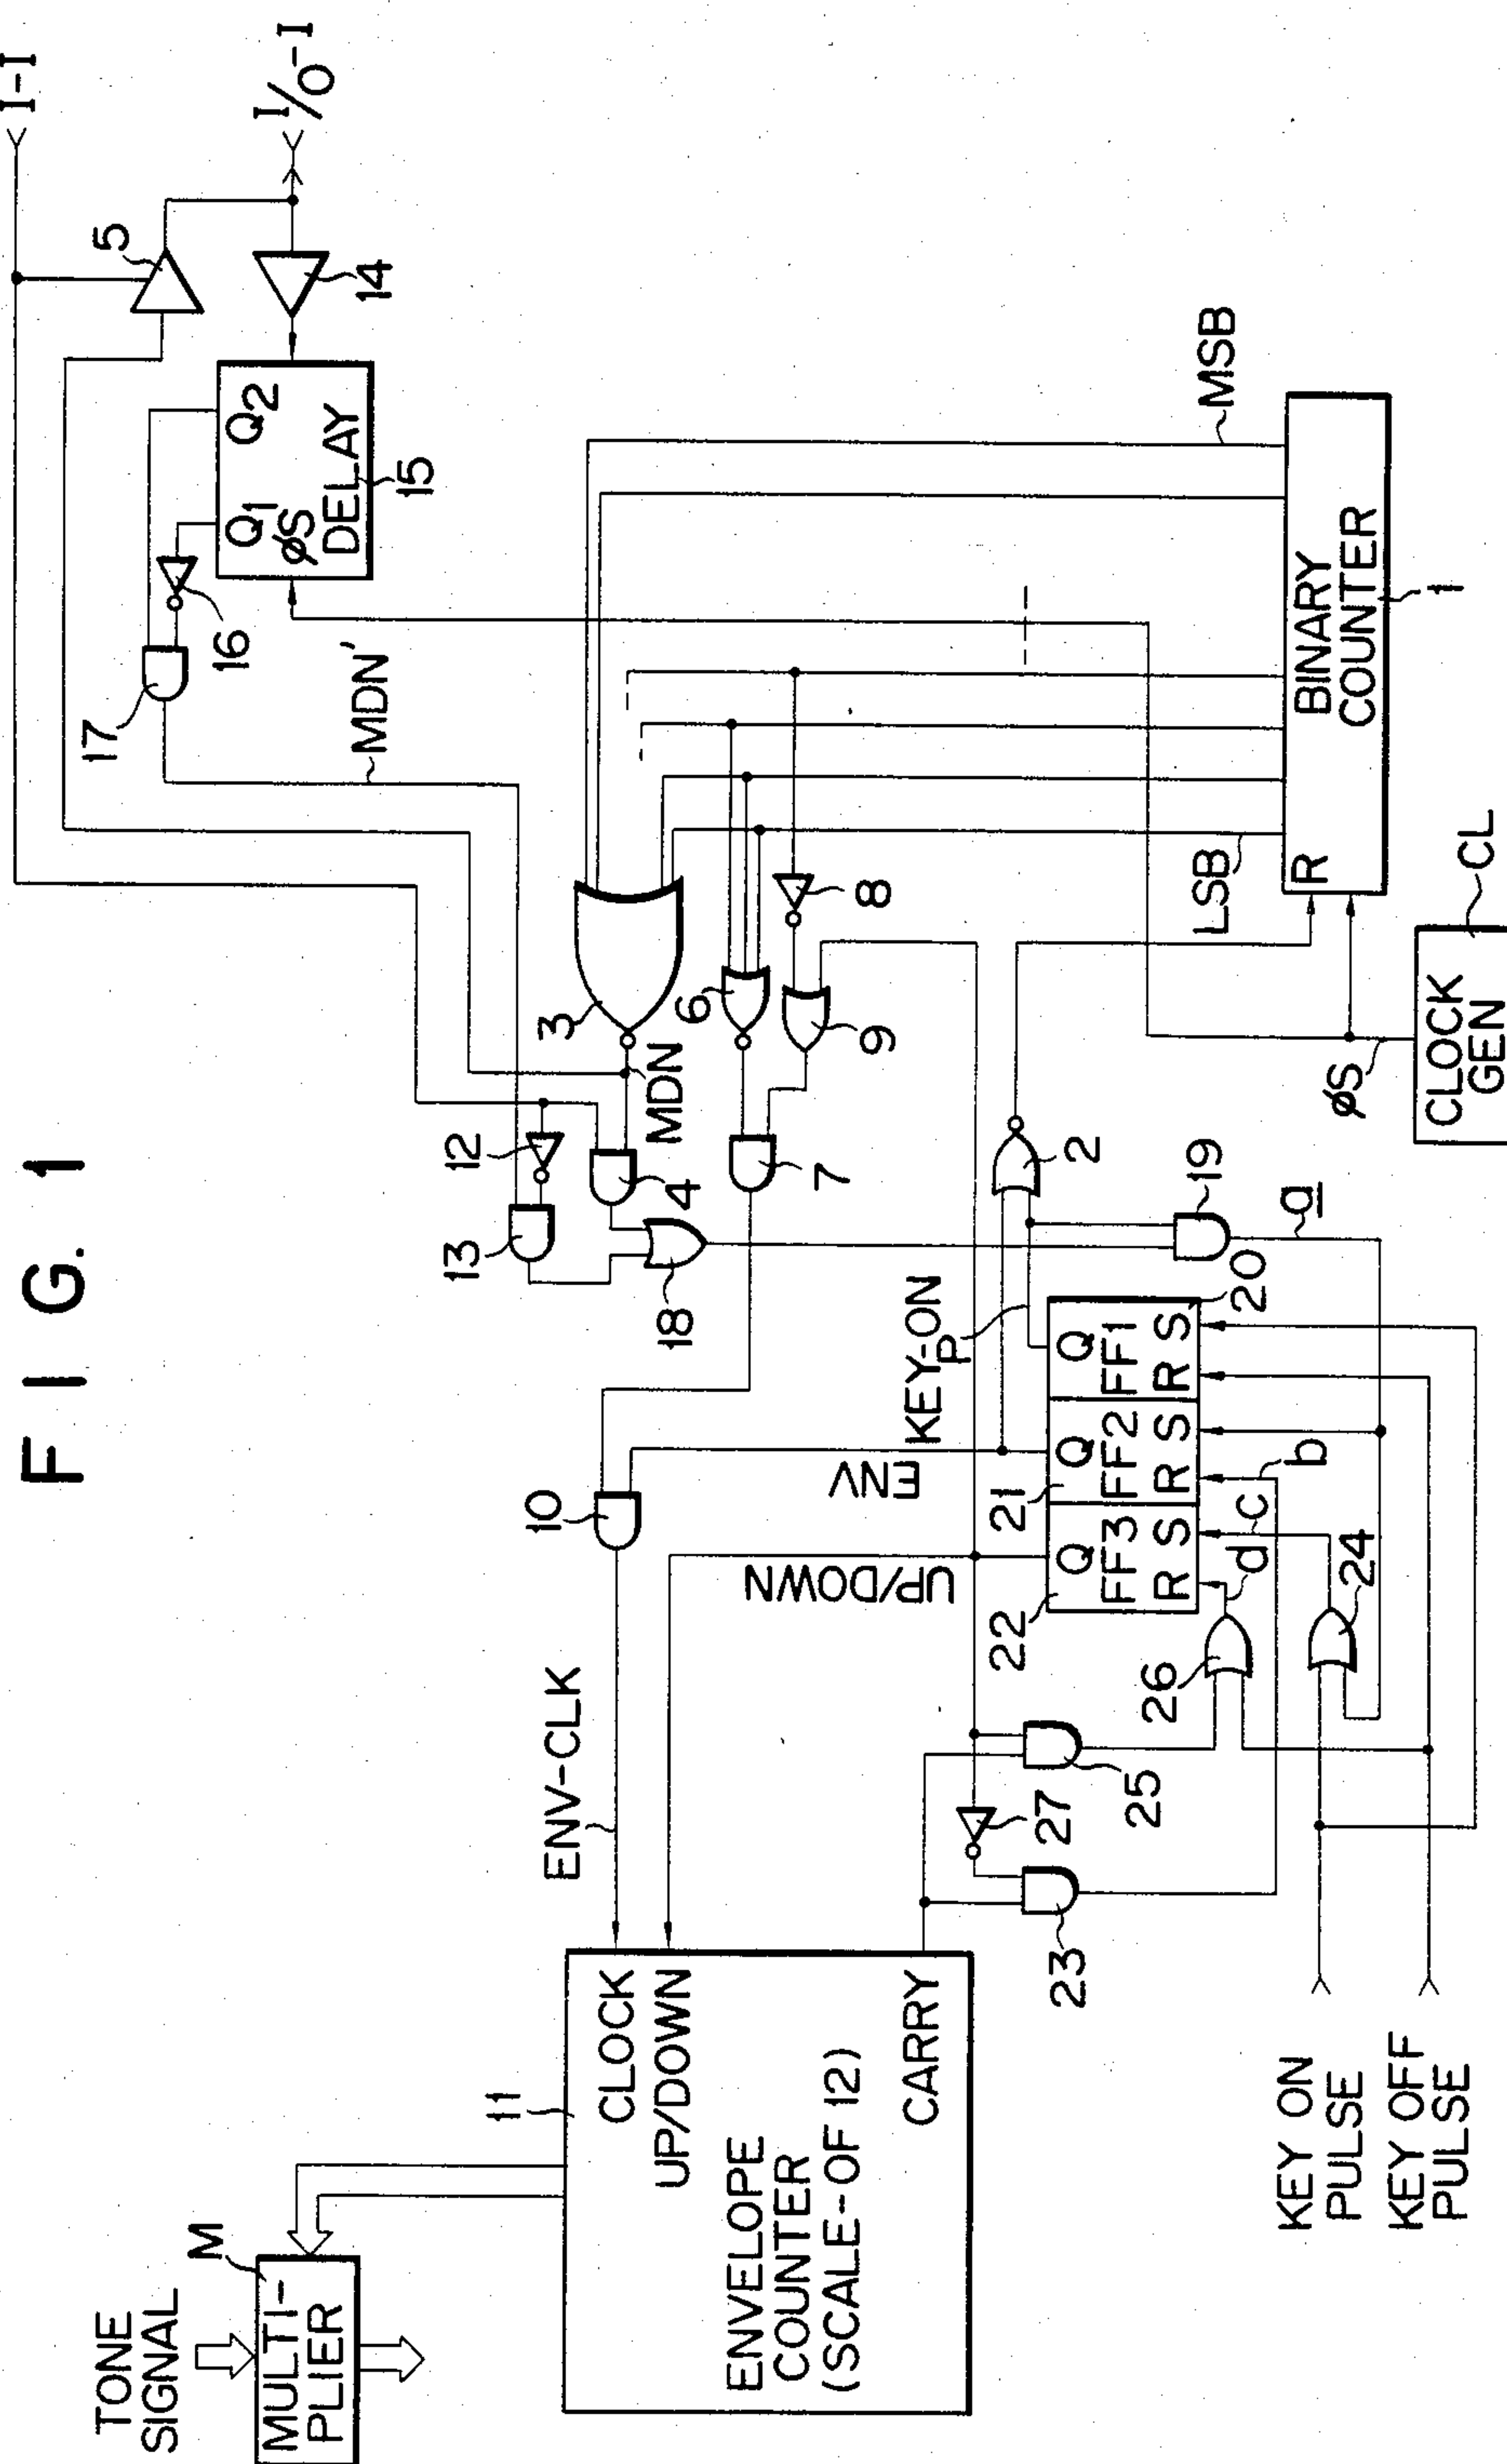 FIG. 1
TONE
SIGNAL
M
MULTI-
PLIER
11
CLOCK
UP/DOWN
ENVELOPE
COUNTER
(SCALE-OF 12)
CARRY
ENV-CLK
UP/DOWN
ENV
KEY-ON
P
10
13
12
4
18
MDN
3
6
7
8
9
17
16
MDN'
Q1
Q2
øS
DELAY
15
5
14
I-I
I/O-I
23
27
25
26
24
22
21
20
Q
Q
Q
FF3
FF2
FF1
R S
R S
R S
d
c
b
a
19
2
KEY ON
PULSE
KEY OFF
PULSE
øS
CLOCK
GEN
CL
LSB
MSB
R
BINARY
COUNTER
1